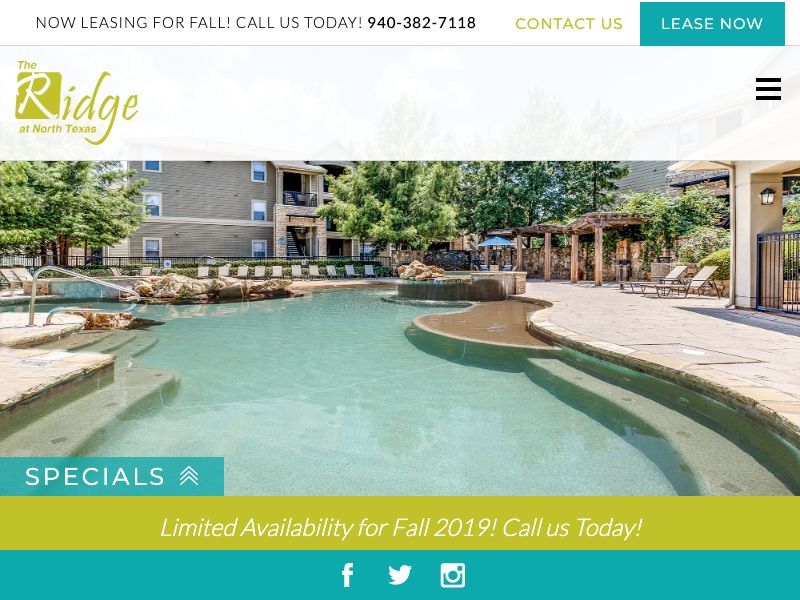 NOW LEASING FOR FALL! CALL US TODAY! 940-382-7118
CONTACT US
LEASE NOW
The
Ridge
at North Texas
SPECIALS
Limited Availability for Fall 2019! Call us Today!